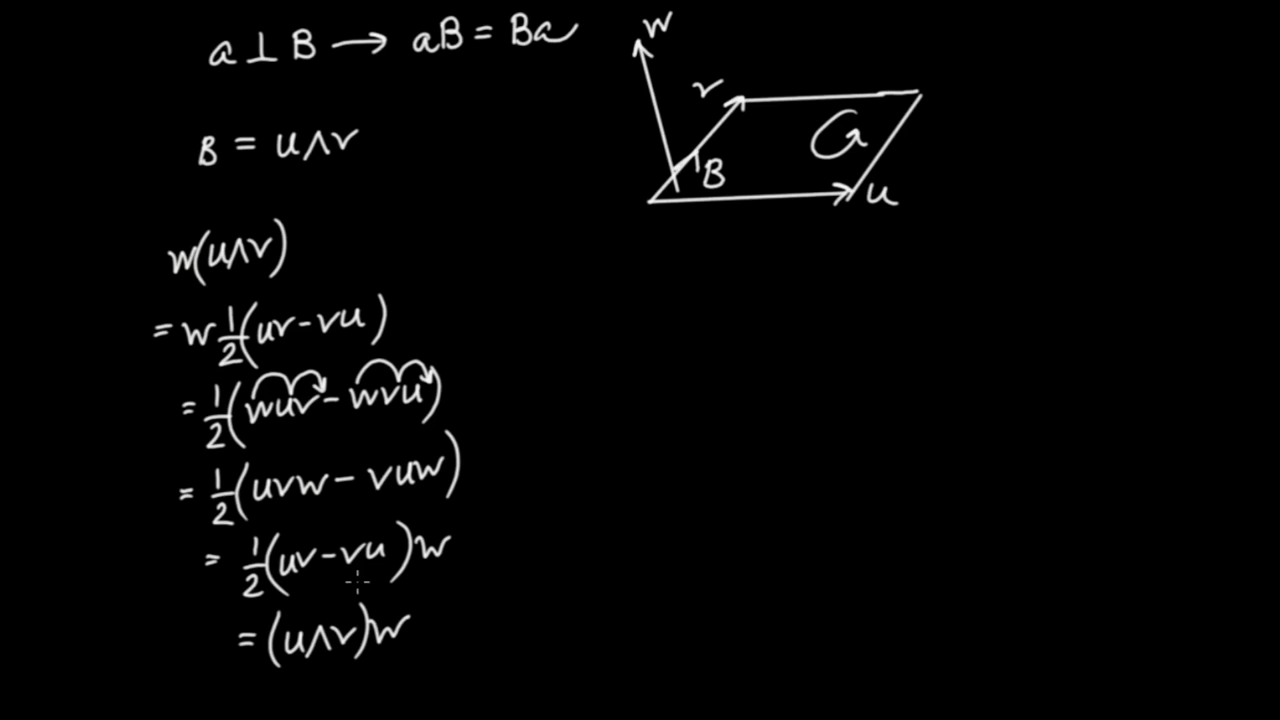 a ⊥ B → aB = Ba
w
v
B = u∧v
B
u
w(u∧v)
= w 1/2 (uv - vu)
= 1/2 (wuv - wvu)
= 1/2 (uvw - vuw)
= 1/2 (uv - vu) w
= (u∧v) w